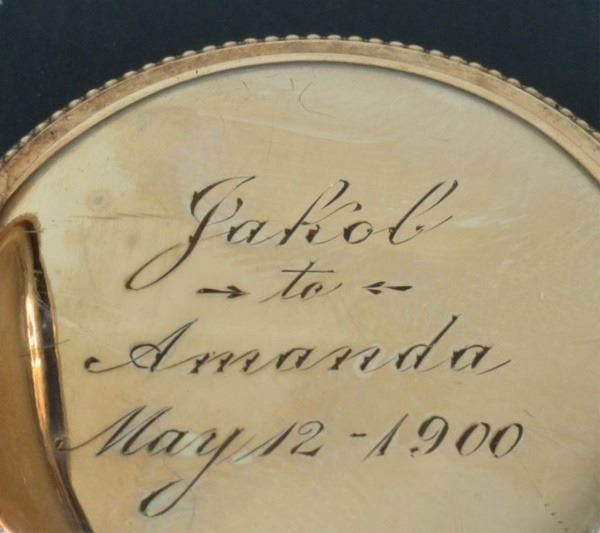 Jakob
to
Amanda
May 12 - 1900